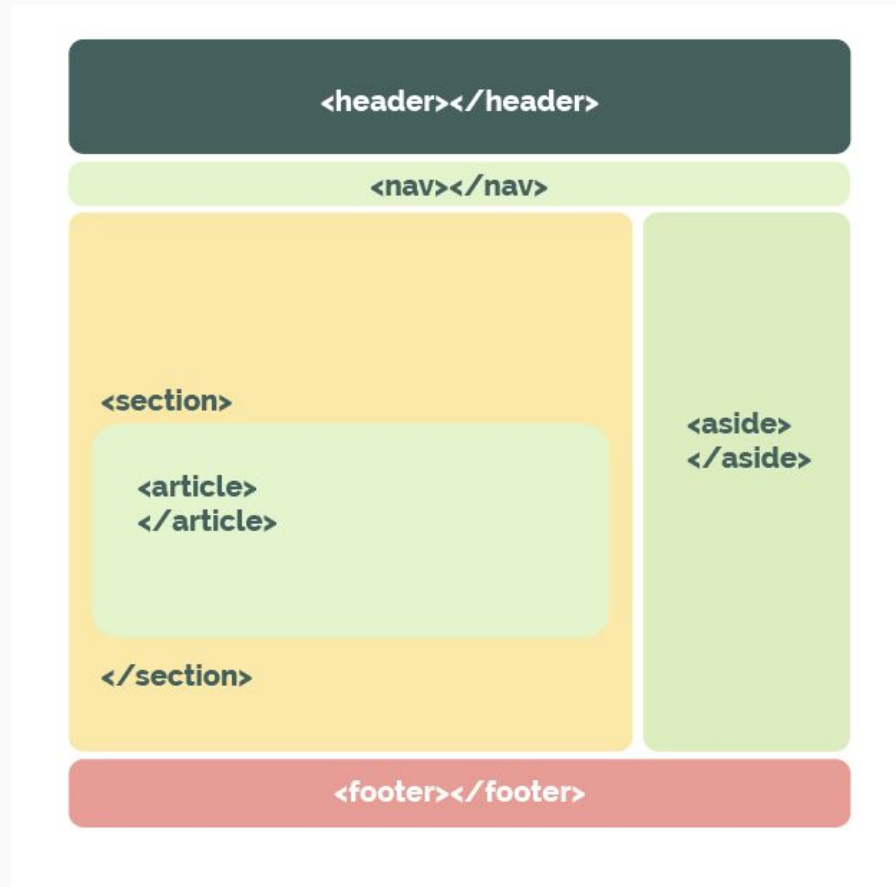 <header></header>
<nav></nav>
<section>
<article>
</article>
</section>
<aside>
</aside>
<footer></footer>